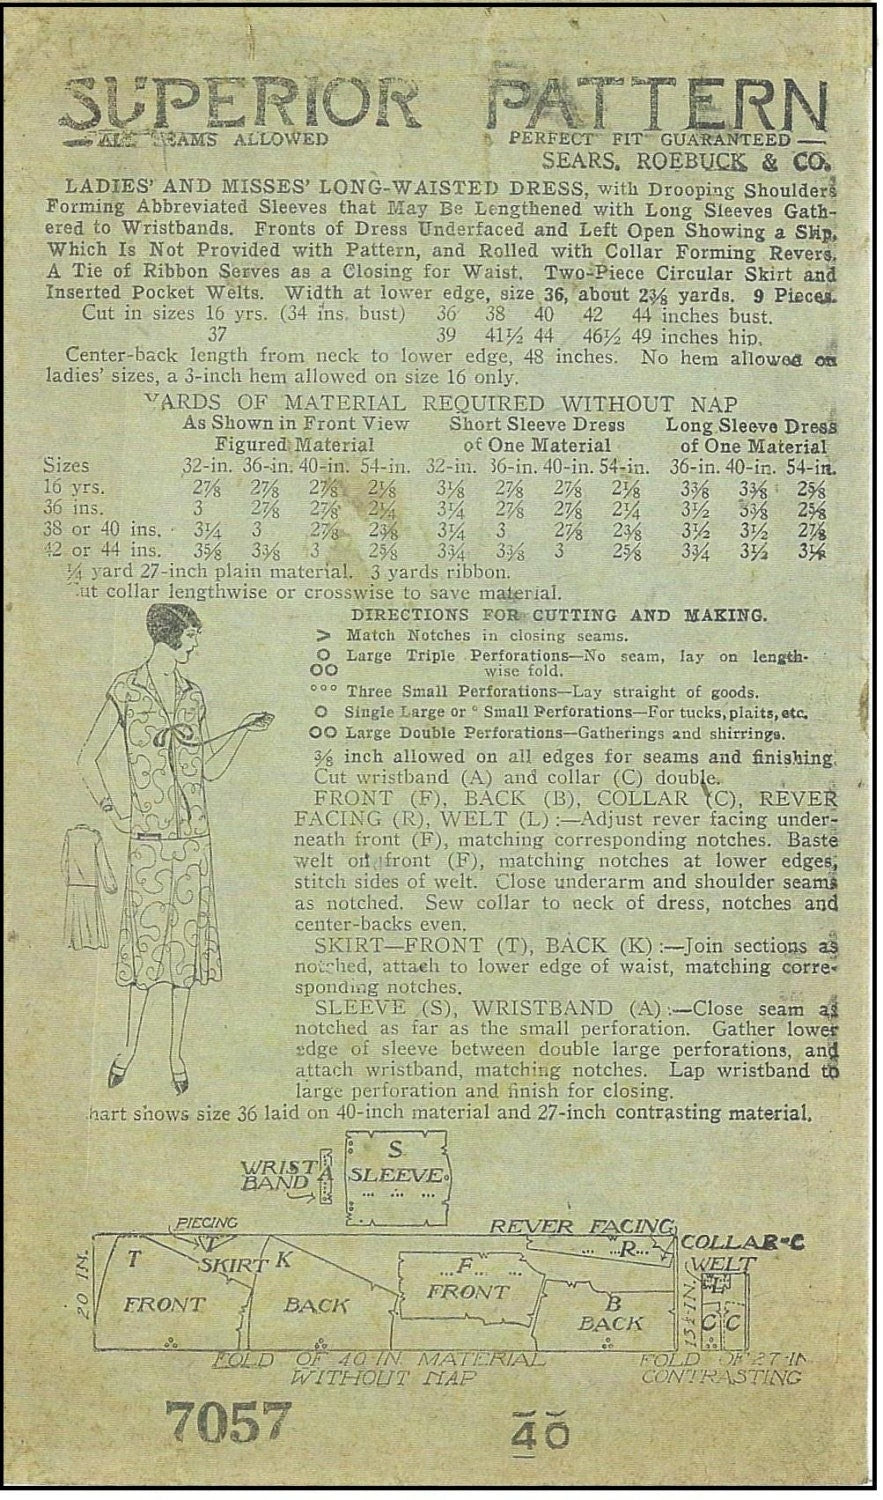 SUPERIOR PATTERN
ALL SEAMS ALLOWED PERFECT FIT GUARANTEED
SEARS, ROEBUCK & CO.
LADIES' AND MISSES' LONG-WAISTED DRESS, with Drooping Shoulders
Forming Abbreviated Sleeves that May Be Lengthened with Long Sleeves Gath-
ered to Wristbands. Fronts of Dress Underfaced and Left Open Showing a Slip,
Which Is Not Provided with Pattern, and Rolled with Collar Forming Revers.
A Tie of Ribbon Serves as a Closing for Waist. Two-Piece Circular Skirt and
Inserted Pocket Welts. Width at lower edge, size 36, about 2⅜ yards. 9 Pieces.
Cut in sizes 16 yrs. (34 ins. bust) 36 38 40 42 44 inches bust.
37 39 41½ 44 46½ 49 inches hip.
Center-back length from neck to lower edge, 48 inches. No hem allowed on
ladies' sizes, a 3-inch hem allowed on size 16 only.
YARDS OF MATERIAL REQUIRED WITHOUT NAP
As Shown in Front View Short Sleeve Dress Long Sleeve Dress
Figured Material of One Material of One Material
Sizes 32-in. 36-in. 40-in. 54-in. 32-in. 36-in. 40-in. 54-in. 36-in. 40-in. 54-in.
16 yrs. 2⅞ 2⅞ 2⅞ 2⅛ 3⅛ 2⅞ 2⅞ 2⅛ 3⅜ 3⅜ 2⅝
36 ins. 3 2⅞ 2⅞ 2¼ 3¼ 2⅞ 2⅞ 2¼ 3½ 3⅜ 2⅝
38 or 40 ins. 3¼ 3 2⅞ 2⅜ 3¼ 3 2⅞ 2⅜ 3½ 3½ 2⅞
42 or 44 ins. 3⅝ 3⅜ 3 2⅝ 3¾ 3⅜ 3 2⅝ 3¾ 3½
¼ yard 27-inch plain material. 3 yards ribbon.
Cut collar lengthwise or crosswise to save material.
DIRECTIONS FOR CUTTING AND MAKING.
> Match Notches in closing seams.
O Large Triple Perforations—No seam, lay on length-
OO wise fold.
°°° Three Small Perforations—Lay straight of goods.
O Single Large or ° Small Perforations—For tucks, plaits, etc.
OO Large Double Perforations—Gatherings and shirrings.
⅜ inch allowed on all edges for seams and finishing.
Cut wristband (A) and collar (C) double.
FRONT (F), BACK (B), COLLAR (C), REVER
FACING (R), WELT (L):—Adjust rever facing under-
neath front (F), matching corresponding notches. Baste
welt on front (F), matching notches at lower edges,
stitch sides of welt. Close underarm and shoulder seams
as notched. Sew collar to neck of dress, notches and
center-backs even.
SKIRT—FRONT (T), BACK (K):—Join sections as
notched, attach to lower edge of waist, matching corre-
sponding notches.
SLEEVE (S), WRISTBAND (A):—Close seam as
notched as far as the small perforation. Gather lower
edge of sleeve between double large perforations, and
attach wristband, matching notches. Lap wristband to
large perforation and finish for closing.
hart shows size 36 laid on 40-inch material and 27-inch contrasting material.
S
SLEEVE
WRIST
BAND
A
PIECING
T
REVER FACING
R
COLLAR-C
WELT
L
20 IN.
T
FRONT
SKIRT
K
BACK
F
FRONT
B
BACK
13½ IN.
C C
FOLD OF 40 IN. MATERIAL
WITHOUT NAP
FOLD OF 27-IN.
CONTRASTING
7057
40